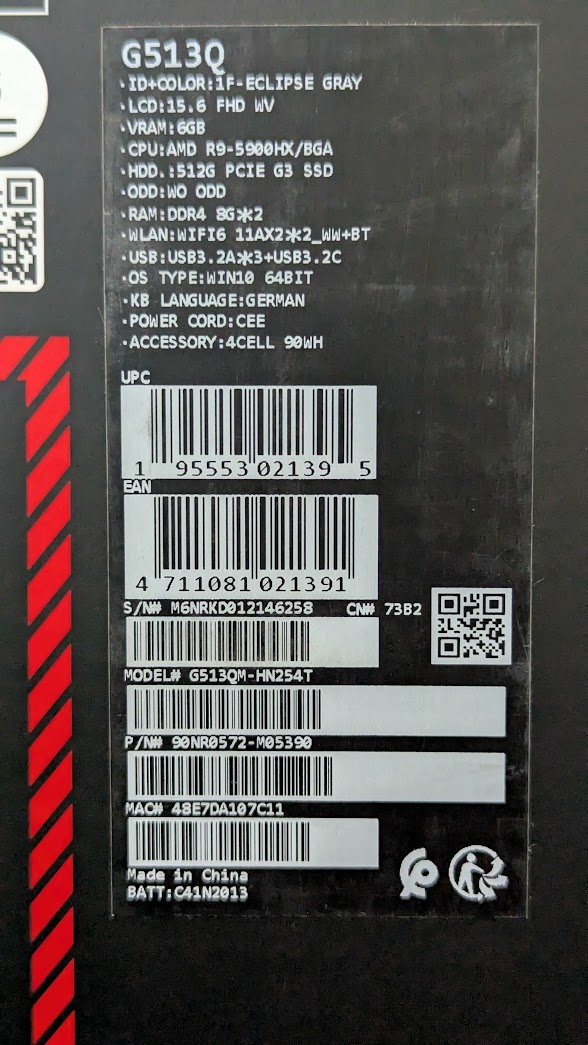 G513Q
·ID+COLOR:1F-ECLIPSE GRAY
·LCD:15.6 FHD WV
·VRAM:6GB
·CPU:AMD R9-5900HX/BGA
·HDD.:512G PCIE G3 SSD
·ODD:WO ODD
·RAM:DDR4 8G*2
·WLAN:WIFI6 11AX2*2_WW+BT
·USB:USB3.2A*3+USB3.2C
·OS TYPE:WIN10 64BIT
·KB LANGUAGE:GERMAN
·POWER CORD:CEE
·ACCESSORY:4CELL 90WH
UPC
1 95553 02139 5
EAN
4 711081 021391
S/N# M6NRKD012146258 CN# 73B2
MODEL# G513QM-HN254T
P/N# 90NR0572-M05390
MAC# 48E7DA107C11
Made in China
BATT:C41N2013